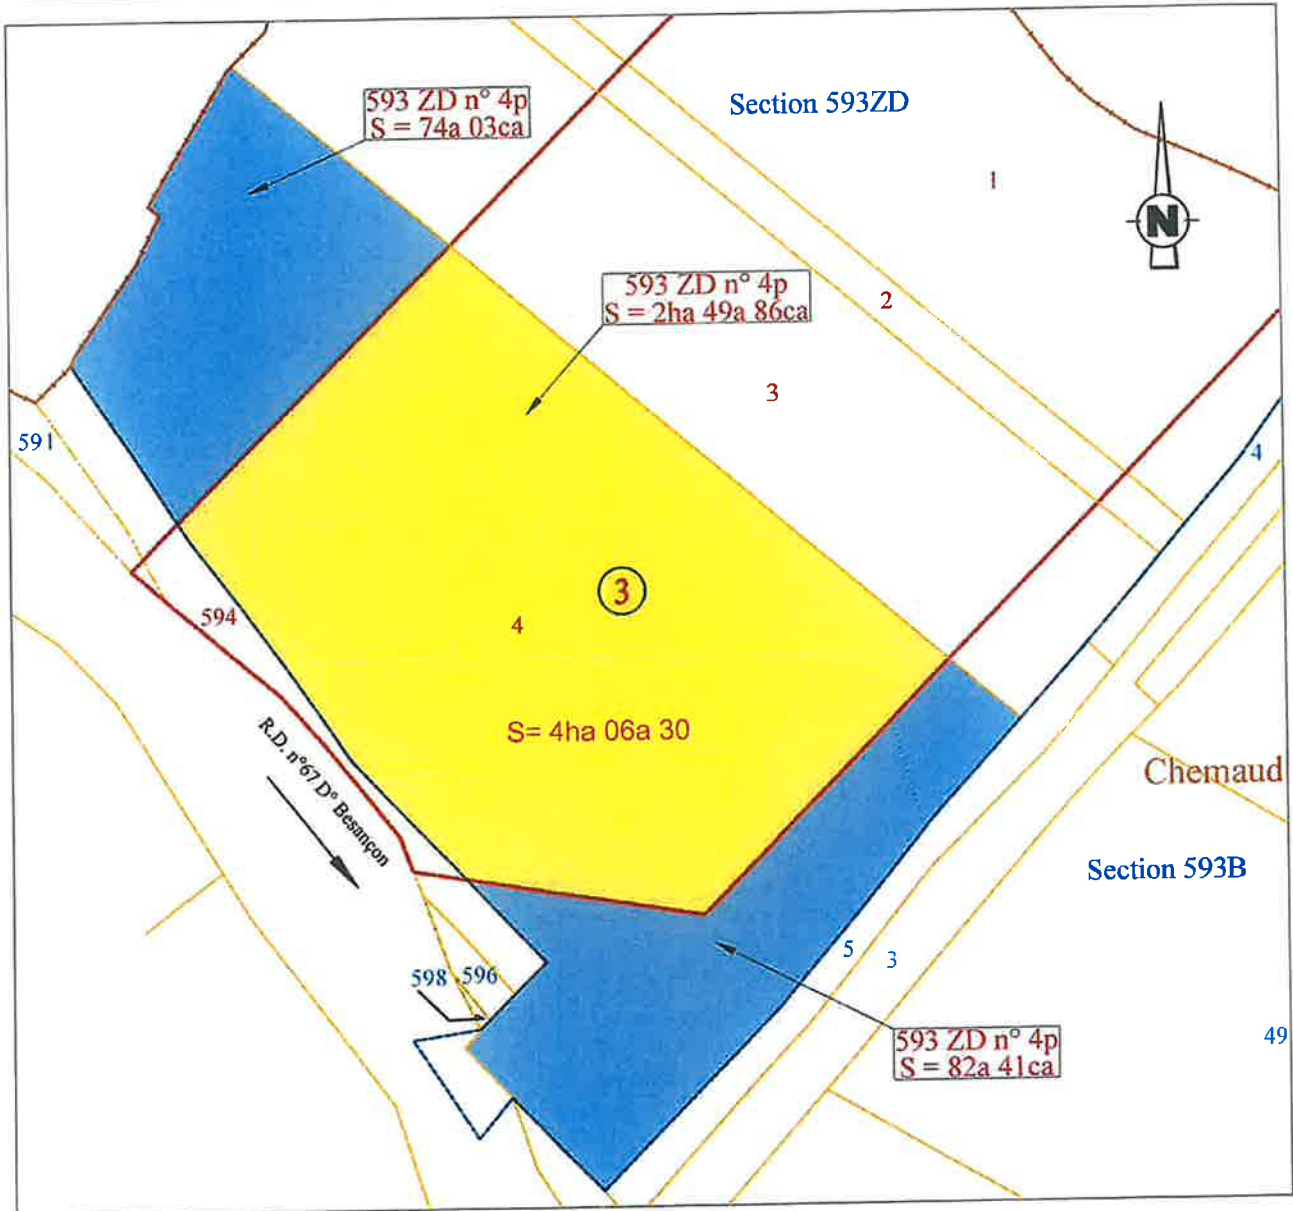 593 ZD n° 4p
S = 74a 03ca
Section 593ZD
1
N
593 ZD n° 4p
S = 2ha 49a 86ca
2
3
591
4
594
3
4
S= 4ha 06a 30
R.D. n°67 D° Besançon
Chemaud
Section 593B
5
3
598
596
49
593 ZD n° 4p
S = 82a 41ca